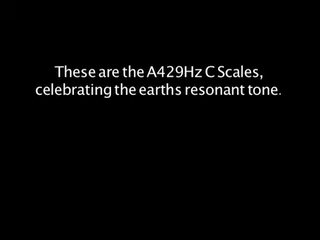 These are the A429Hz C Scales,
celebrating the earths resonant tone.